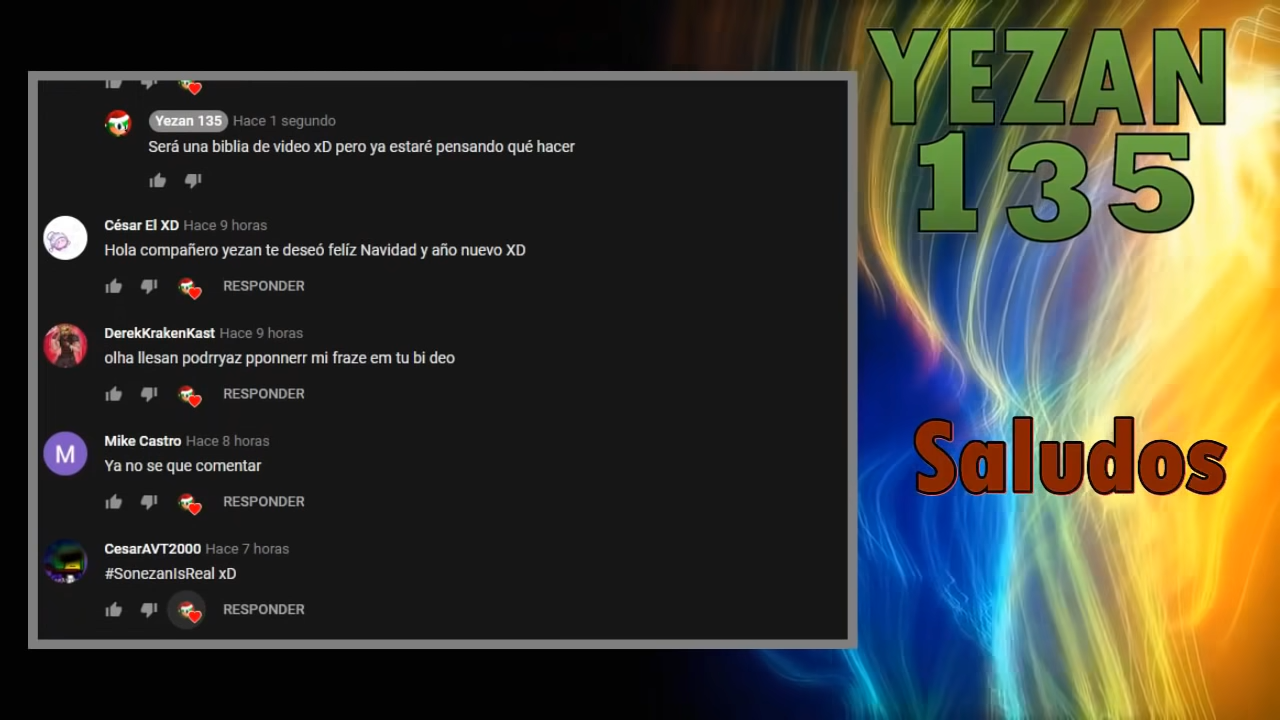 Yezan 135 Hace 1 segundo
Será una biblia de video xD pero ya estaré pensando qué hacer
César El XD Hace 9 horas
Hola compañero yezan te deseó felíz Navidad y año nuevo XD
RESPONDER
DerekKrakenKast Hace 9 horas
olha llesan podrryaz pponnerr mi fraze em tu bi deo
RESPONDER
M
Mike Castro Hace 8 horas
Ya no se que comentar
RESPONDER
CesarAVT2000 Hace 7 horas
#SonezanIsReal xD
RESPONDER
YEZAN
135
Saludos